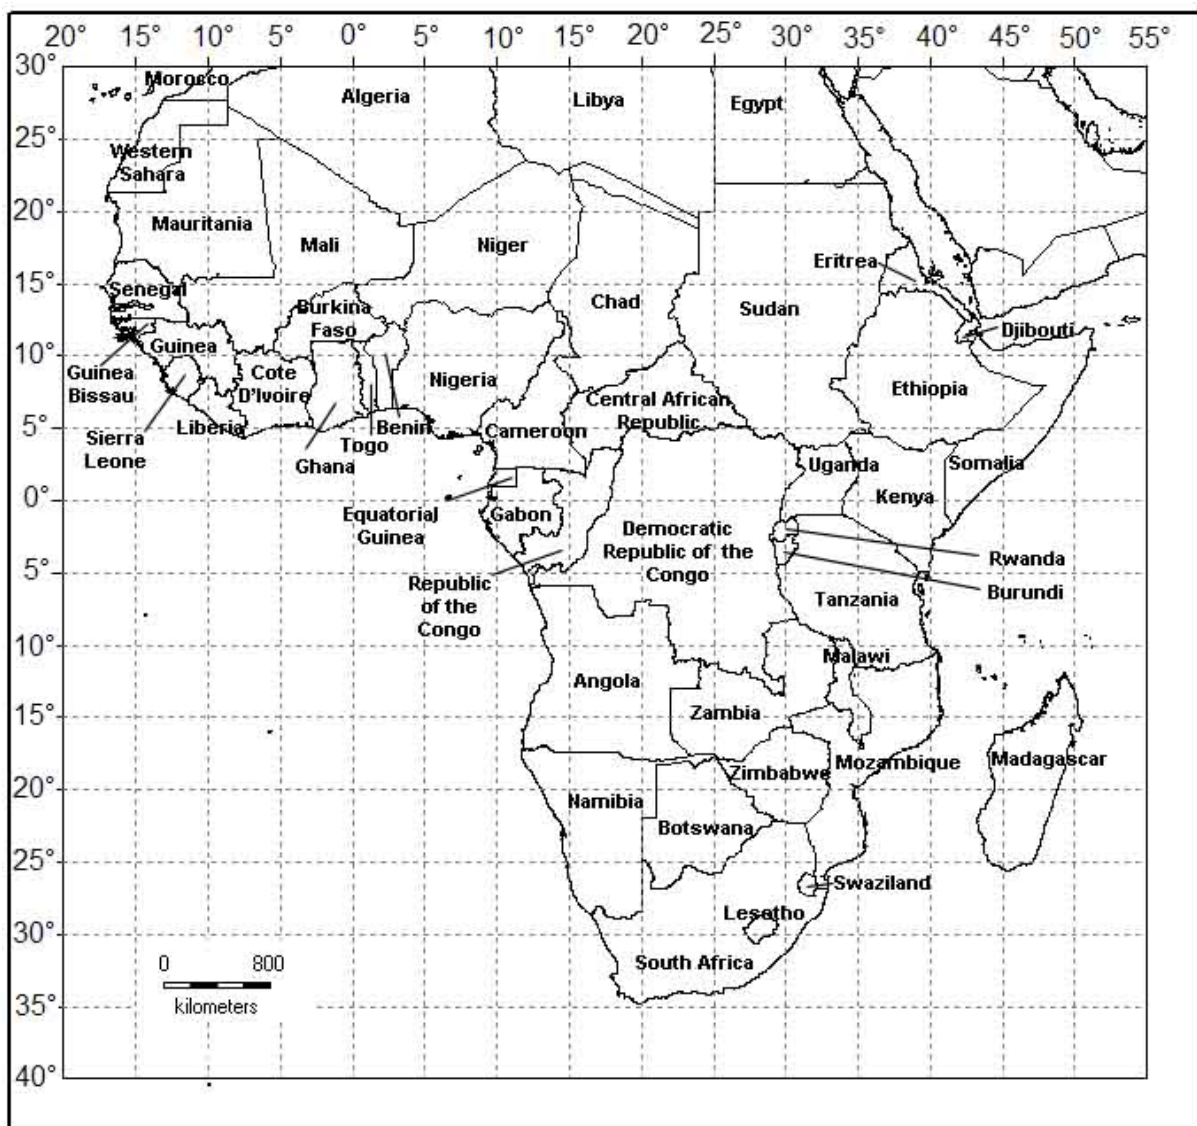 20° 15° 10° 5° 0° 5° 10° 15° 20° 25° 30° 35° 40° 45° 50° 55°
30°
25°
20°
15°
10°
5°
0°
5°
10°
15°
20°
25°
30°
35°
40°
Morocco
Algeria
Libya
Egypt
Western
Sahara
Mauritania
Mali
Niger
Chad
Sudan
Eritrea
Senegal
Burkina
Faso
Djibouti
Guinea
Guinea
Bissau
Cote
D'Ivoire
Nigeria
Ethiopia
Central African
Republic
Sierra
Leone
Liberia
Ghana
Togo
Benin
Cameroon
Uganda
Somalia
Kenya
Equatorial
Guinea
Gabon
Democratic
Republic of the
Congo
Rwanda
Burundi
Republic
of the
Congo
Tanzania
Malawi
Angola
Zambia
Mozambique
Madagascar
Zimbabwe
Namibia
Botswana
Swaziland
Lesotho
South Africa
0 800
kilometers